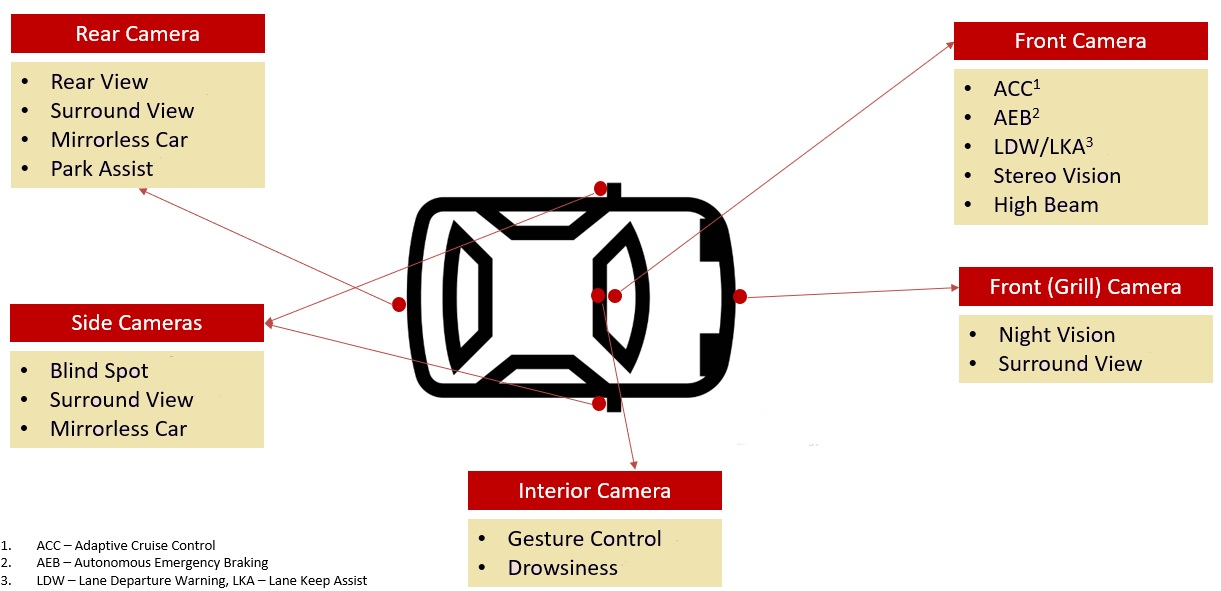 Rear Camera
• Rear View
• Surround View
• Mirrorless Car
• Park Assist
Front Camera
• ACC¹
• AEB²
• LDW/LKA³
• Stereo Vision
• High Beam
Side Cameras
• Blind Spot
• Surround View
• Mirrorless Car
Front (Grill) Camera
• Night Vision
• Surround View
Interior Camera
• Gesture Control
• Drowsiness
1. ACC – Adaptive Cruise Control
2. AEB – Autonomous Emergency Braking
3. LDW – Lane Departure Warning, LKA – Lane Keep Assist